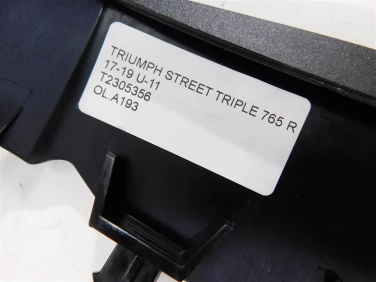 TRIUMPH STREET TRIPLE 765 R
17-19 U-11
T2305356
OL.A193